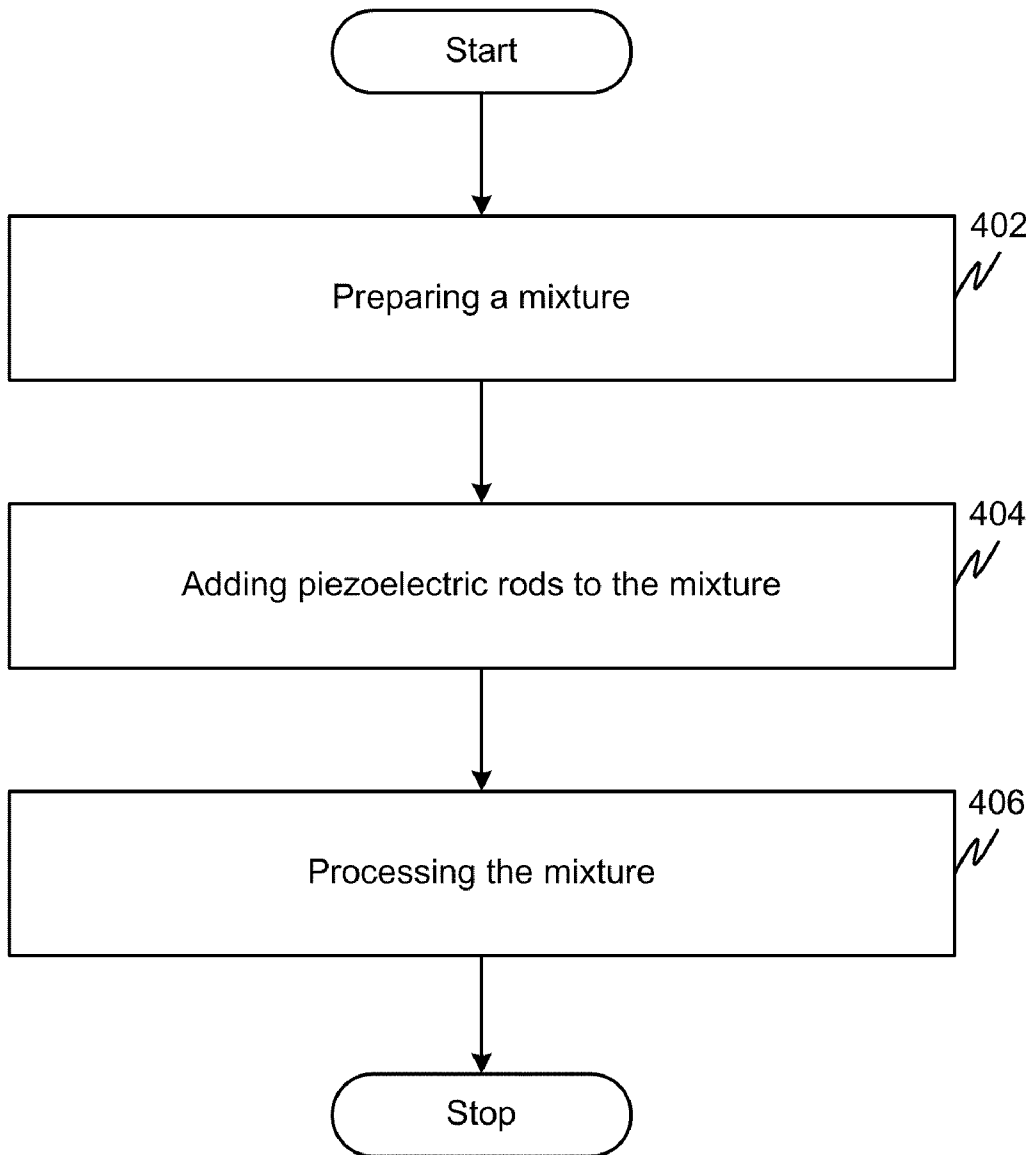 Start
402
Preparing a mixture
404
Adding piezoelectric rods to the mixture
406
Processing the mixture
Stop